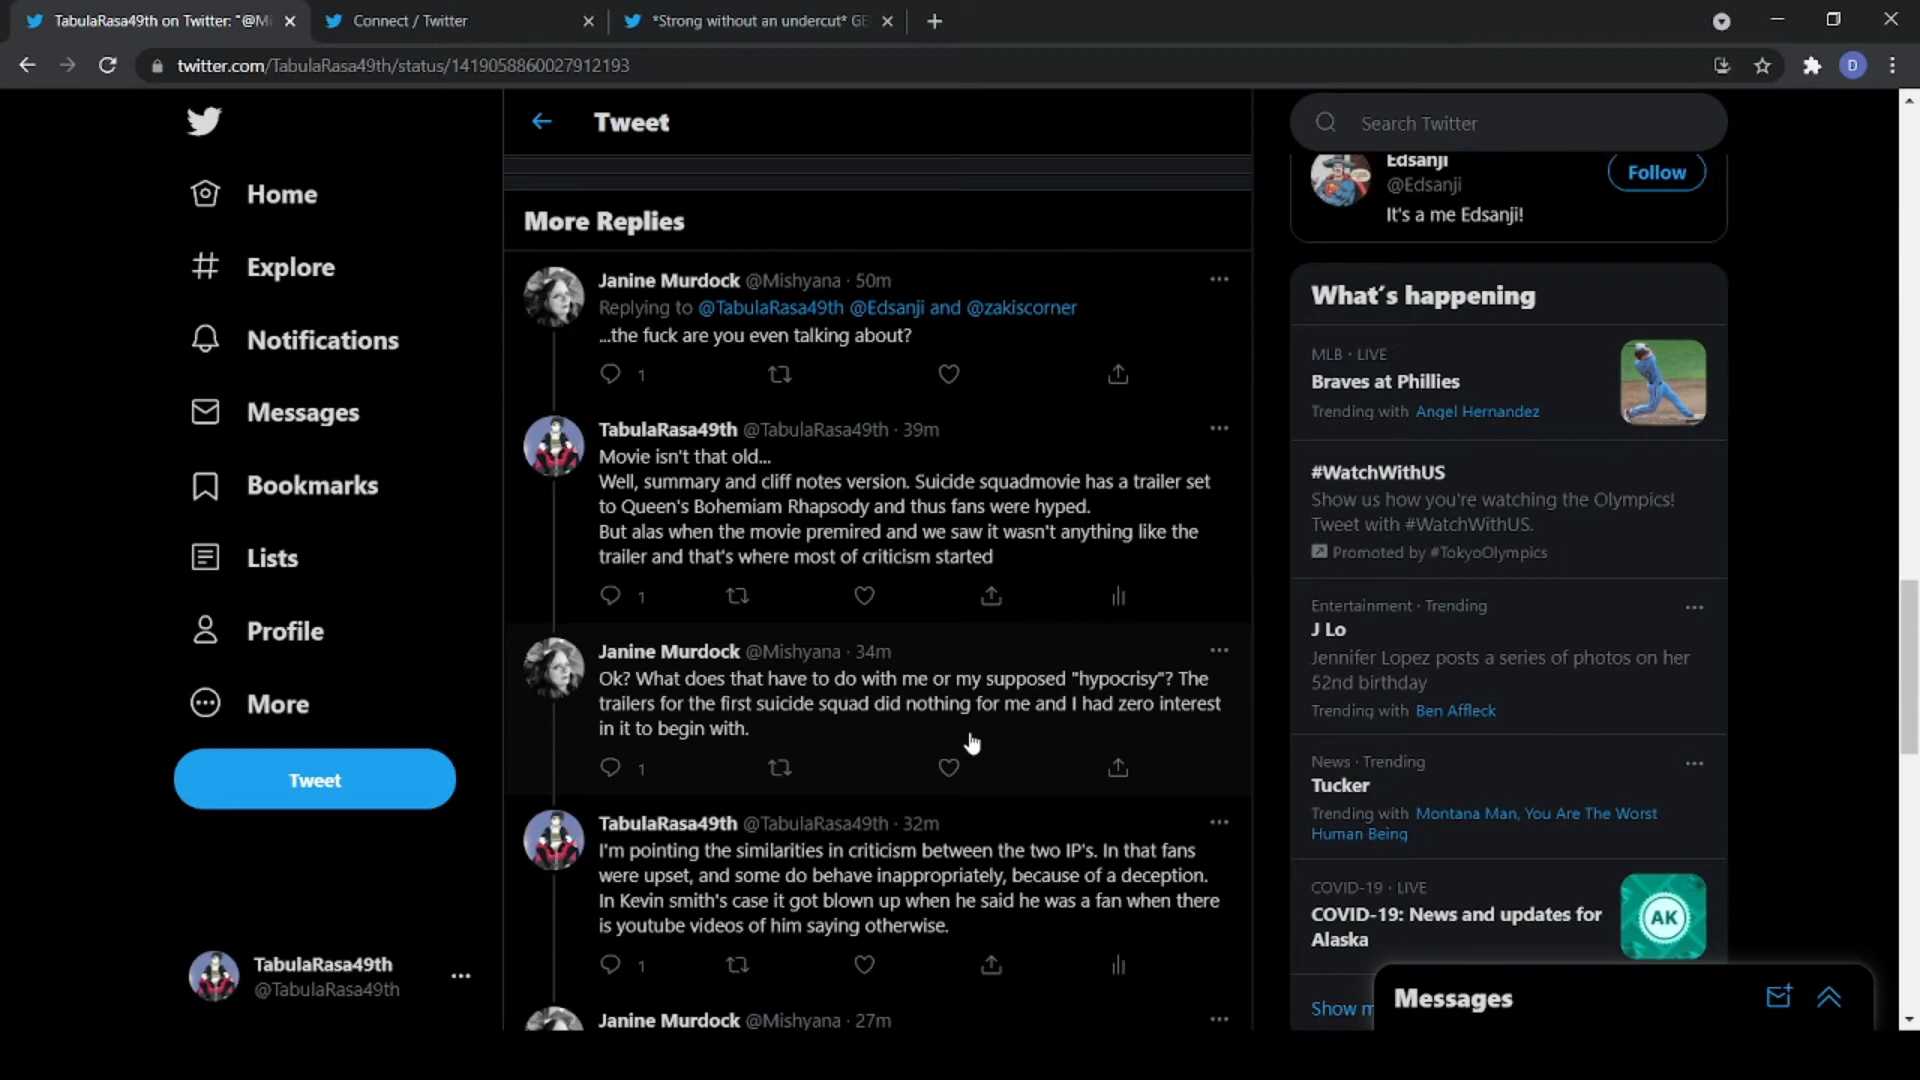 TabulaRasa49th on Twitter: "@Mi
Connect / Twitter
*Strong without an undercut* GE
twitter.com/TabulaRasa49th/status/1419058860027912193
D
Home
Explore
Notifications
Messages
Bookmarks
Lists
Profile
More
Tweet
TabulaRasa49th
@TabulaRasa49th
Tweet
More Replies
Janine Murdock @Mishyana · 50m
Replying to @TabulaRasa49th @Edsanji and @zakiscorner
...the fuck are you even talking about?
1
TabulaRasa49th @TabulaRasa49th · 39m
Movie isn't that old...
Well, summary and cliff notes version. Suicide squadmovie has a trailer set
to Queen's Bohemiam Rhapsody and thus fans were hyped.
But alas when the movie premired and we saw it wasn't anything like the
trailer and that's where most of criticism started
1
Janine Murdock @Mishyana · 34m
Ok? What does that have to do with me or my supposed "hypocrisy"? The
trailers for the first suicide squad did nothing for me and I had zero interest
in it to begin with.
1
TabulaRasa49th @TabulaRasa49th · 32m
I'm pointing the similarities in criticism between the two IP's. In that fans
were upset, and some do behave inappropriately, because of a deception.
In Kevin smith's case it got blown up when he said he was a fan when there
is youtube videos of him saying otherwise.
1
Janine Murdock @Mishyana · 27m
Search Twitter
Edsanji
@Edsanji
Follow
It's a me Edsanji!
What's happening
MLB · LIVE
Braves at Phillies
Trending with Angel Hernandez
#WatchWithUS
Show us how you're watching the Olympics!
Tweet with #WatchWithUS.
Promoted by #TokyoOlympics
Entertainment · Trending
J Lo
Jennifer Lopez posts a series of photos on her
52nd birthday
Trending with Ben Affleck
News · Trending
Tucker
Trending with Montana Man, You Are The Worst
Human Being
COVID-19 · LIVE
COVID-19: News and updates for
Alaska
AK
Show m
Messages